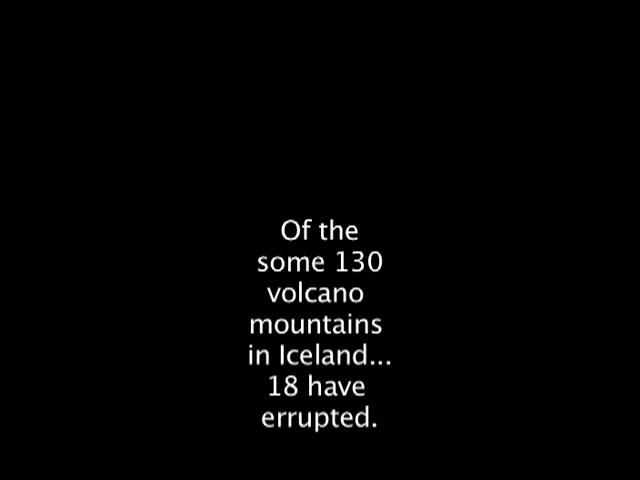 Of the
some 130
volcano
mountains
in Iceland...
18 have
errupted.